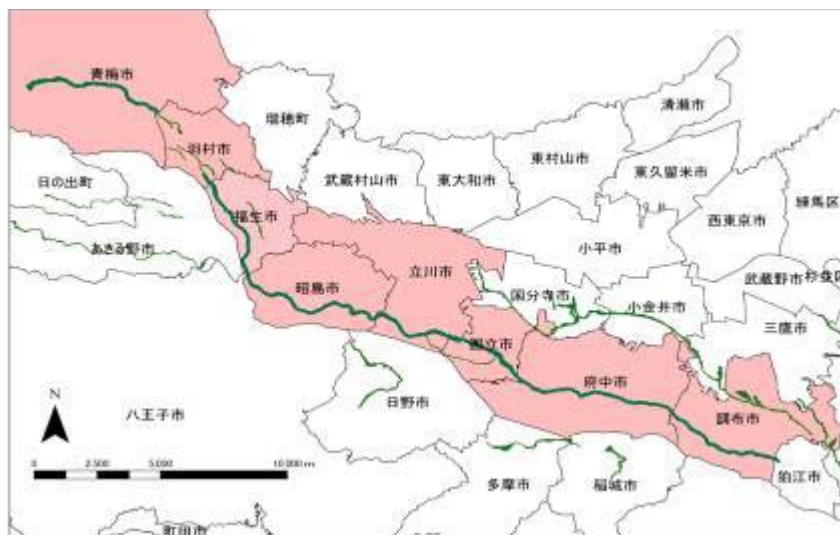 青梅市
瑞穂町
清瀬市
羽村市
東村山市
武蔵村山市
東大和市
東久留米市
日の出町
練馬区
福生市
西東京市
あきる野市
小平市
立川市
武蔵野市
昭島市
国分寺市
小金井市
三鷹市
国立市
府中市
N
日野市
八王子市
調布市
0 2,500 5,000 10,000 m
狛江市
多摩市
稲城市
町田市